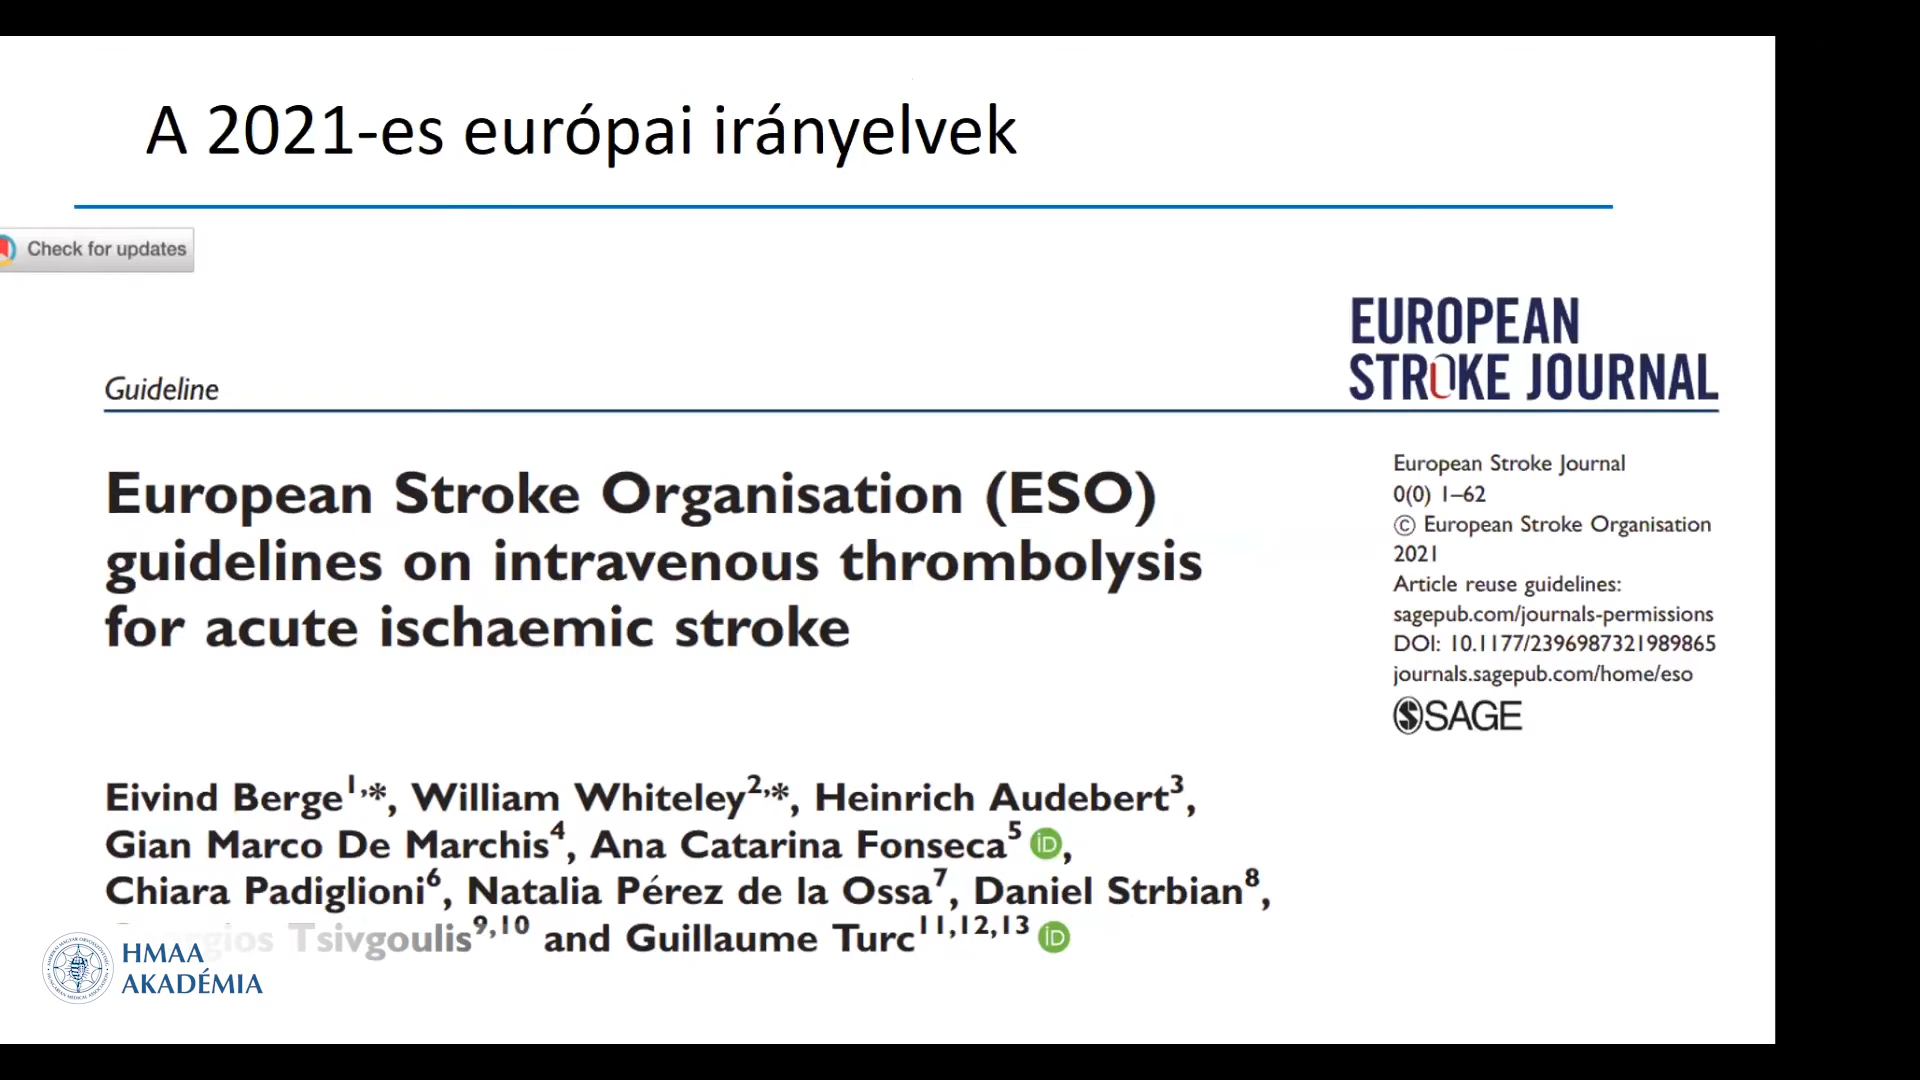 A 2021-es európai irányelvek
Check for updates
EUROPEAN
STROKE JOURNAL
Guideline
European Stroke Organisation (ESO)
guidelines on intravenous thrombolysis
for acute ischaemic stroke
European Stroke Journal
0(0) 1–62
© European Stroke Organisation
2021
Article reuse guidelines:
sagepub.com/journals-permissions
DOI: 10.1177/2396987321989865
journals.sagepub.com/home/eso
SAGE
Eivind Berge1,*, William Whiteley2,*, Heinrich Audebert3,
Gian Marco De Marchis4, Ana Catarina Fonseca5 iD,
Chiara Padiglioni6, Natalia Pérez de la Ossa7, Daniel Strbian8,
Tsivgoulis9,10 and Guillaume Turc11,12,13 iD
HMAA
AKADÉMIA